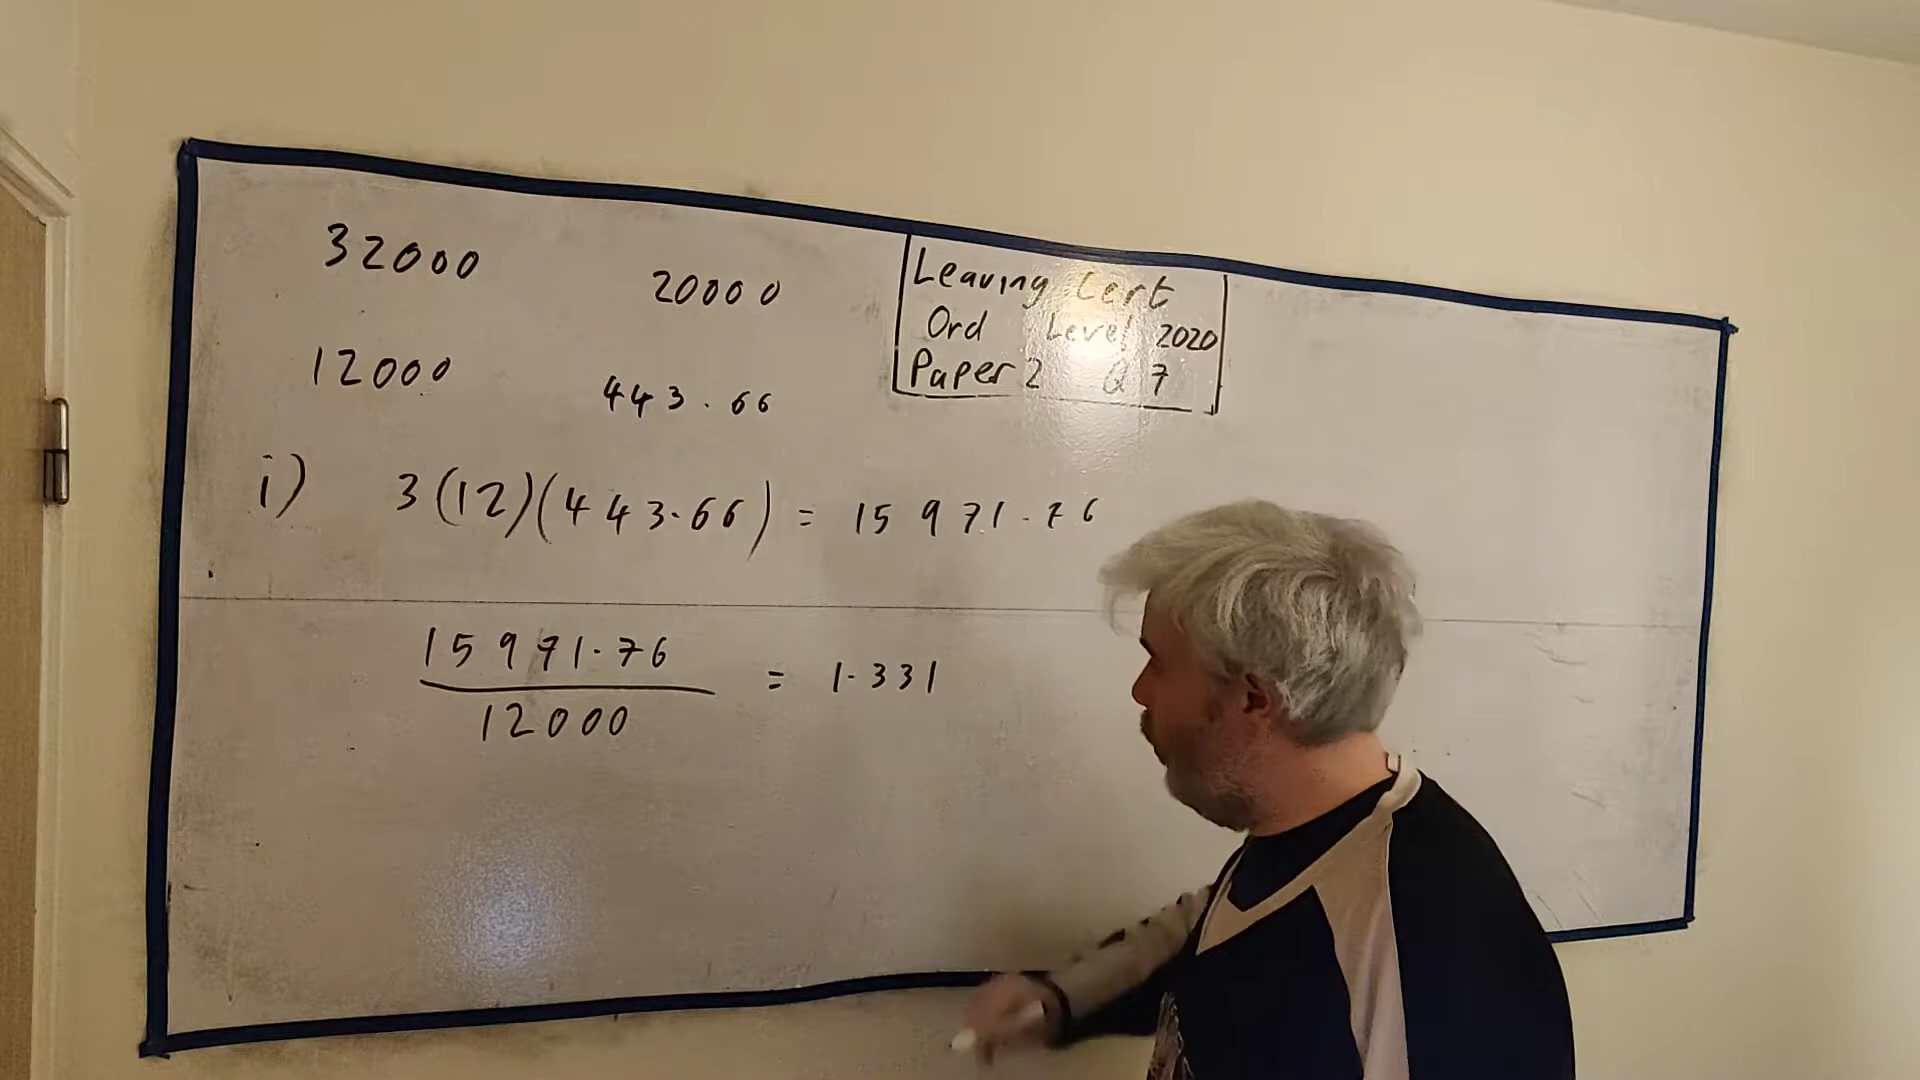 32000
20000
Leaving Cert
Ord Level 2020
Paper 2 Q 7
12000
443.66
i) 3(12)(443.66) = 15971.76
15971.76
= 1.331
12000